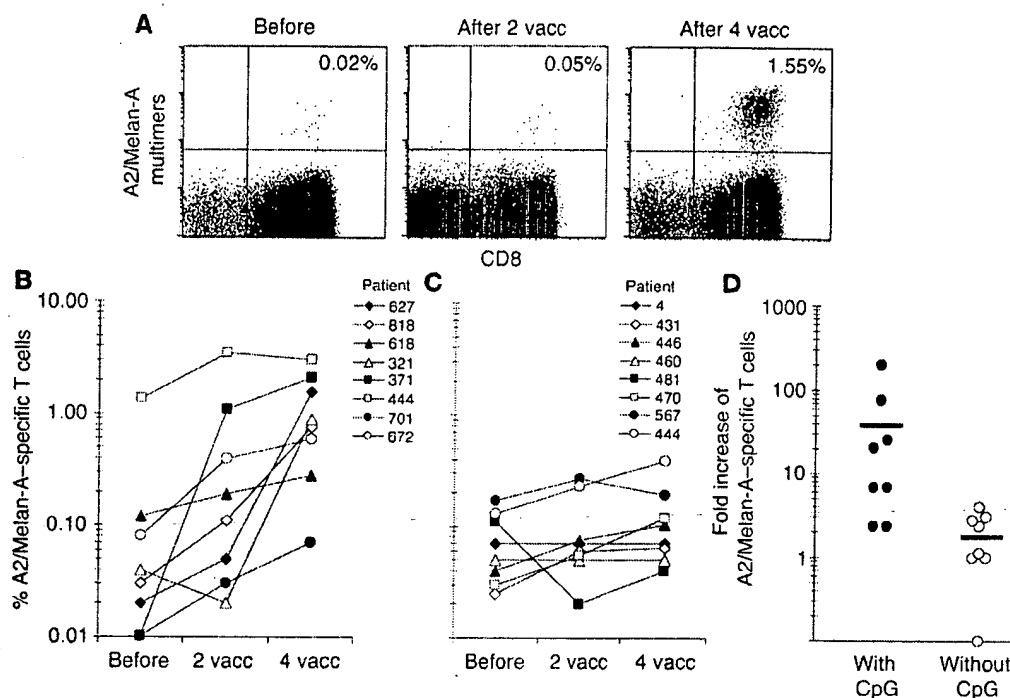 A
Before
After 2 vacc
After 4 vacc
0.02%
0.05%
1.55%
A2/Melan-A
multimers
CD8
B
% A2/Melan-A–specific T cells
10.00
1.00
0.10
0.01
Before
2 vacc
4 vacc
Patient
627
818
618
321
371
444
701
672
C
Patient
4
431
446
460
481
470
567
444
Before
2 vacc
4 vacc
D
Fold increase of
A2/Melan-A–specific T cells
1000
100
10
1
With
CpG
Without
CpG